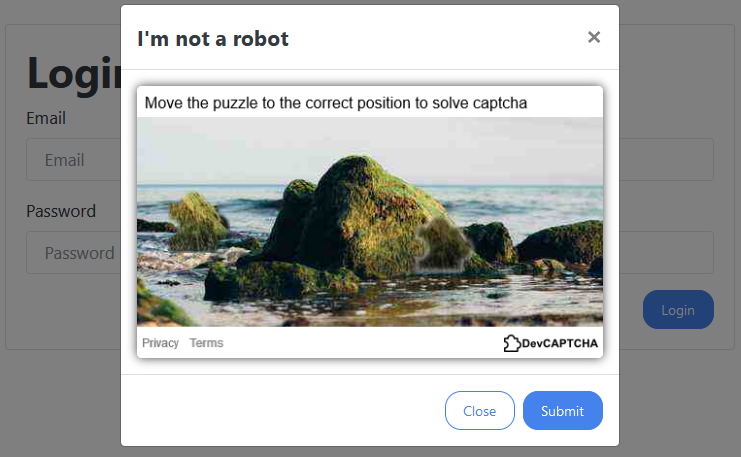 I'm not a robot
×
Login
Email
Email
Password
Password
Login
Move the puzzle to the correct position to solve captcha
Privacy Terms
DevCAPTCHA
Close
Submit